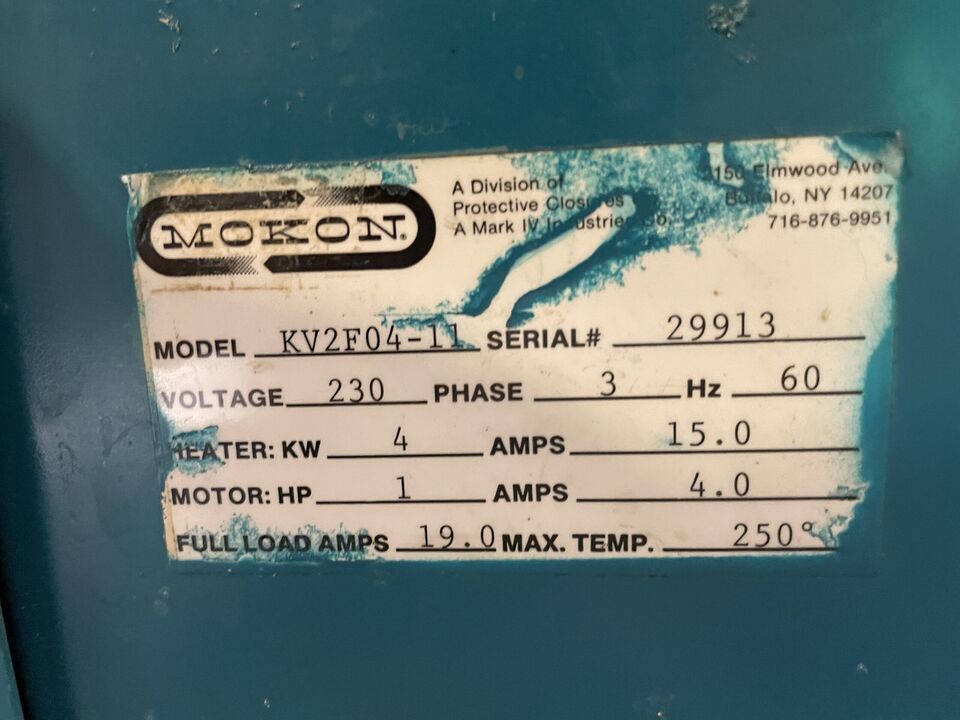 MOKON®
A Division of
Protective Closures Co.
A Mark IV Industries Co.
2150 Elmwood Ave.
Buffalo, NY 14207
716-876-9951
MODEL KV2F04-11 SERIAL# 29913
VOLTAGE 230 PHASE 3 Hz 60
HEATER: KW 4 AMPS 15.0
MOTOR: HP 1 AMPS 4.0
FULL LOAD AMPS 19.0 MAX. TEMP. 250°